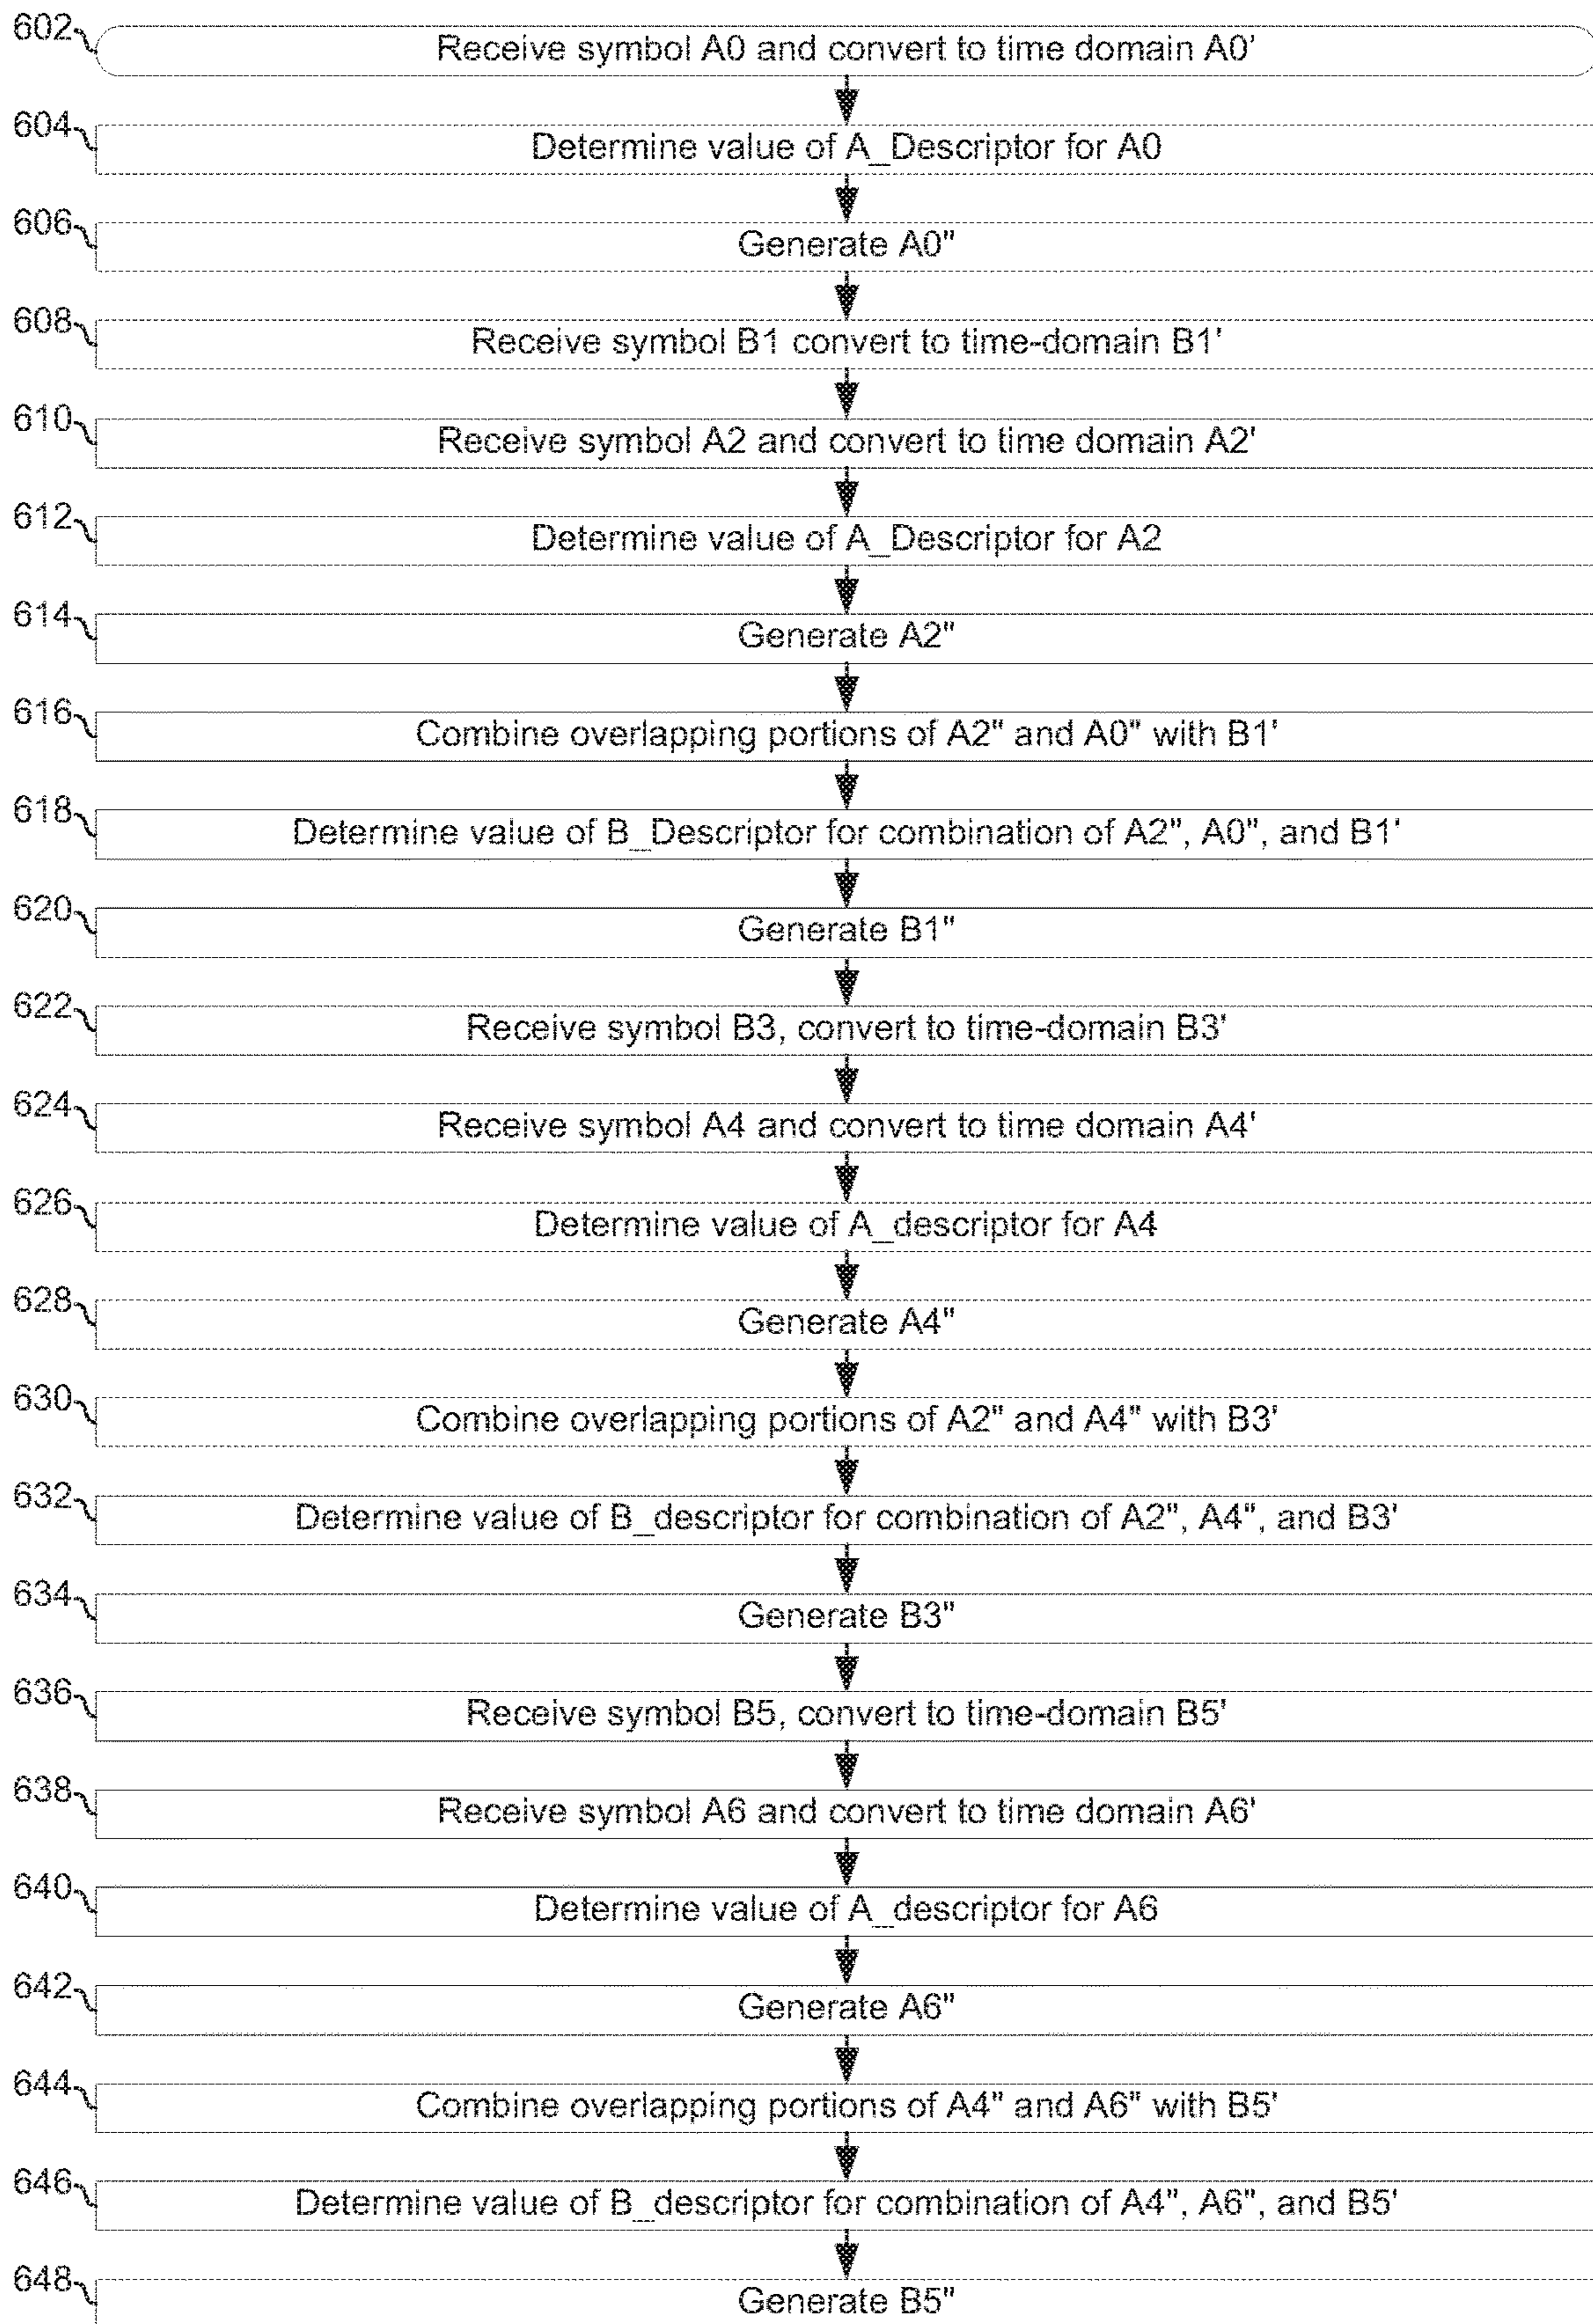 602 Receive symbol A0 and convert to time domain A0'
604 Determine value of A_Descriptor for A0
606 Generate A0"
608 Receive symbol B1 convert to time-domain B1'
610 Receive symbol A2 and convert to time domain A2'
612 Determine value of A_Descriptor for A2
614 Generate A2"
616 Combine overlapping portions of A2" and A0" with B1'
618 Determine value of B_Descriptor for combination of A2", A0", and B1'
620 Generate B1"
622 Receive symbol B3, convert to time-domain B3'
624 Receive symbol A4 and convert to time domain A4'
626 Determine value of A_descriptor for A4
628 Generate A4"
630 Combine overlapping portions of A2" and A4" with B3'
632 Determine value of B_descriptor for combination of A2", A4", and B3'
634 Generate B3"
636 Receive symbol B5, convert to time-domain B5'
638 Receive symbol A6 and convert to time domain A6'
640 Determine value of A_descriptor for A6
642 Generate A6"
644 Combine overlapping portions of A4" and A6" with B5'
646 Determine value of B_descriptor for combination of A4", A6", and B5'
648 Generate B5"